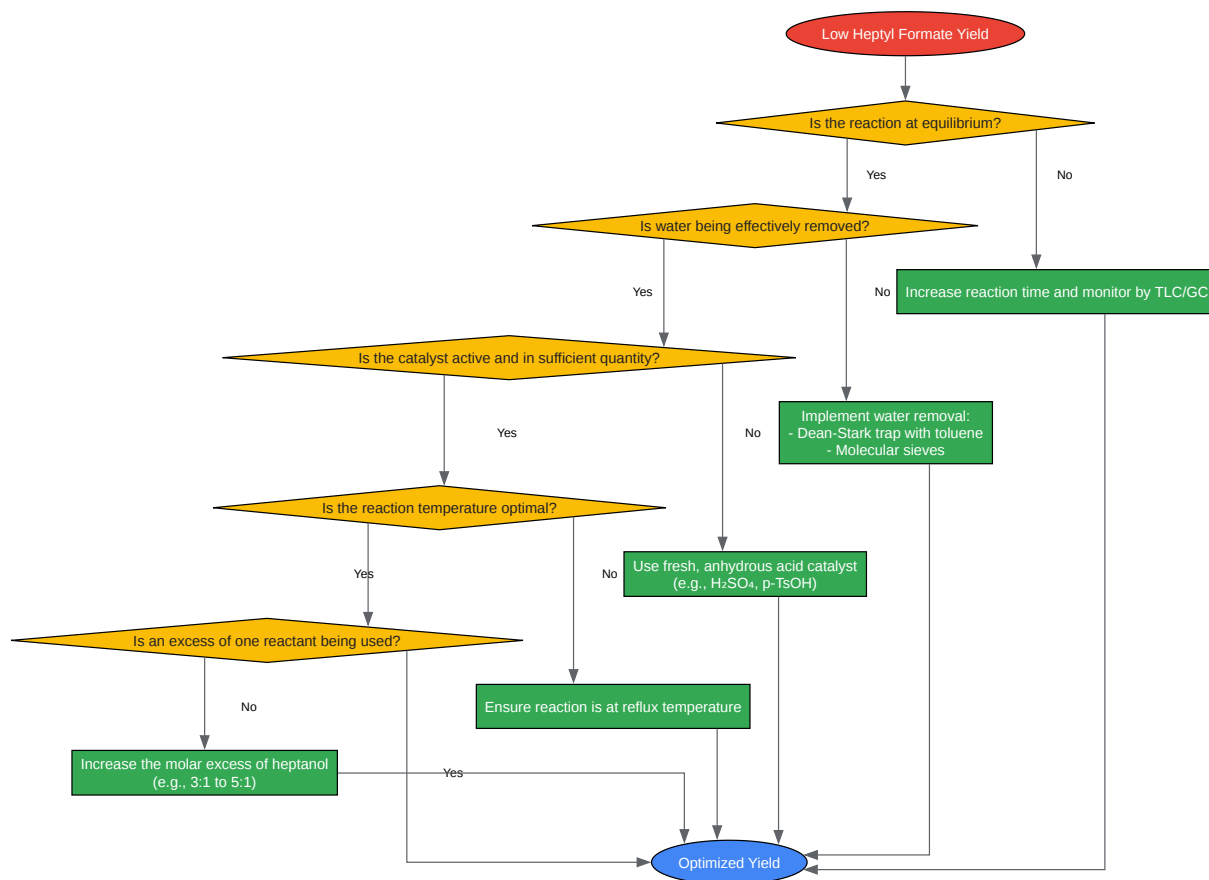 Low Heptyl Formate Yield
Is the reaction at equilibrium?
Yes
No
Is water being effectively removed?
Yes
No
Increase reaction time and monitor by TLC/GC
Is the catalyst active and in sufficient quantity?
Implement water removal:
- Dean-Stark trap with toluene
- Molecular sieves
Yes
No
Is the reaction temperature optimal?
Use fresh, anhydrous acid catalyst
(e.g., H₂SO₄, p-TsOH)
Yes
No
Is an excess of one reactant being used?
Ensure reaction is at reflux temperature
No
Increase the molar excess of heptanol
(e.g., 3:1 to 5:1)
Yes
Optimized Yield